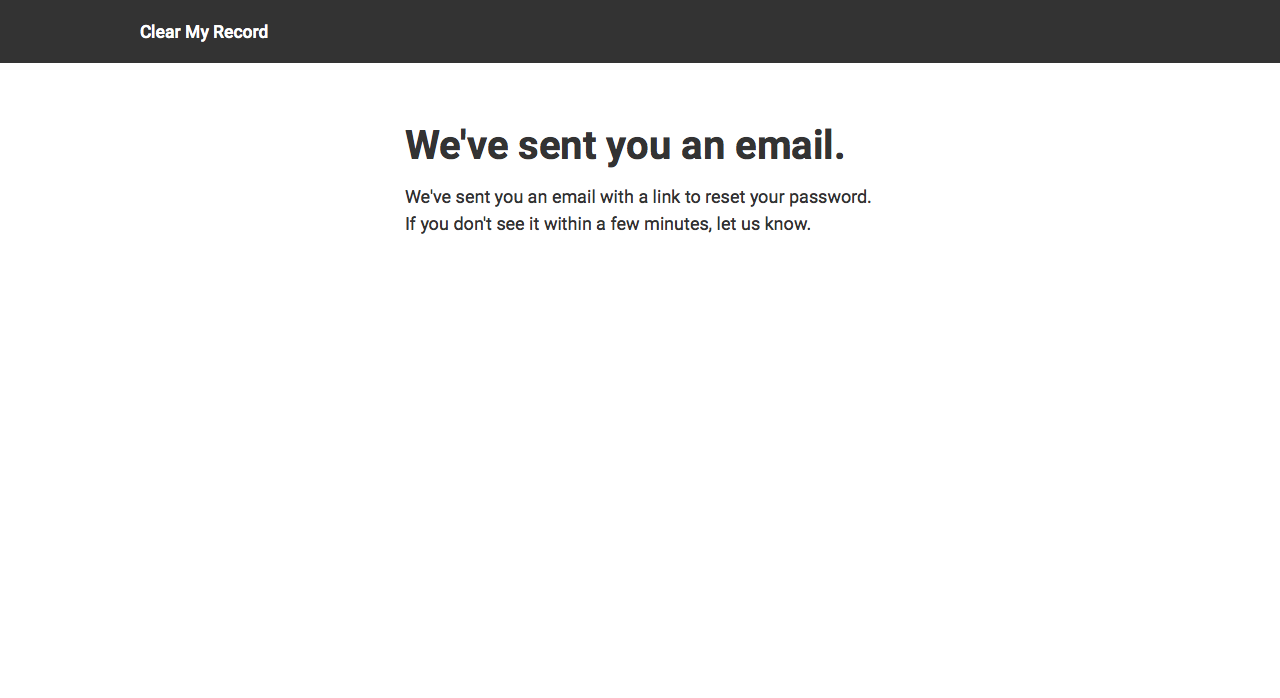 Clear My Record
We've sent you an email.
We've sent you an email with a link to reset your password.
If you don't see it within a few minutes, let us know.